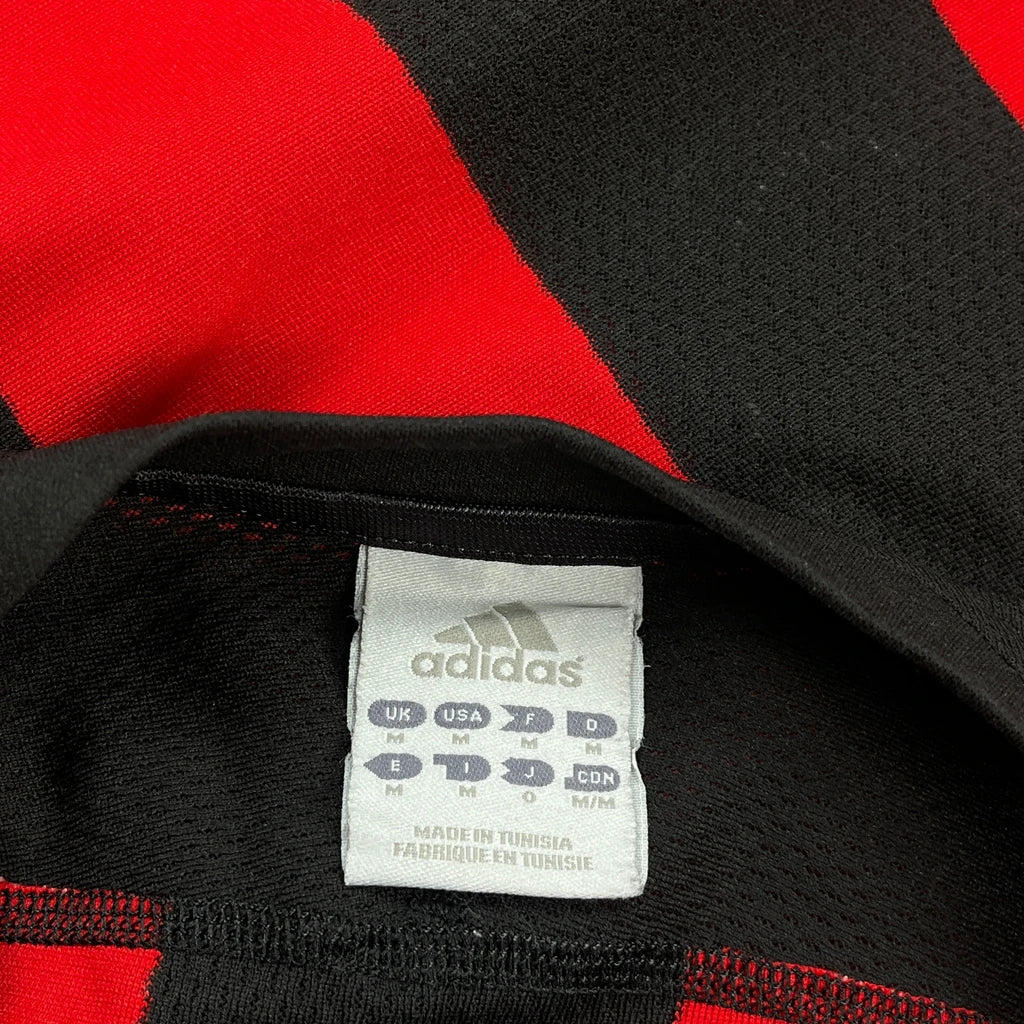 adidas
UK USA F D
M M M M
E I J CDN
M M O M/M
MADE IN TUNISIA
FABRIQUE EN TUNISIE